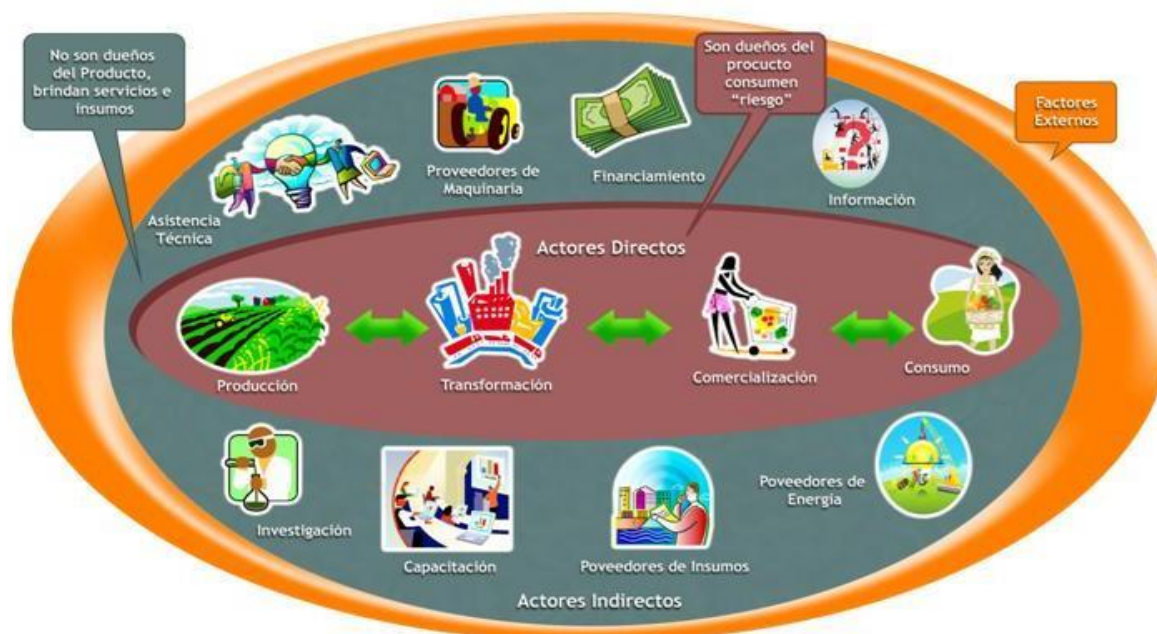 No son dueños
del Producto,
brindan servicios e
insumos
Son dueños del
procucto
consumen
“riesgo”
Factores
Externos
Proveedores de
Maquinaria
Financiamiento
Información
Asistencia
Técnica
Actores Directos
Producción
Transformación
Comercialización
Consumo
Investigación
Capacitación
Poveedores de Insumos
Poveedores de
Energía
Actores Indirectos